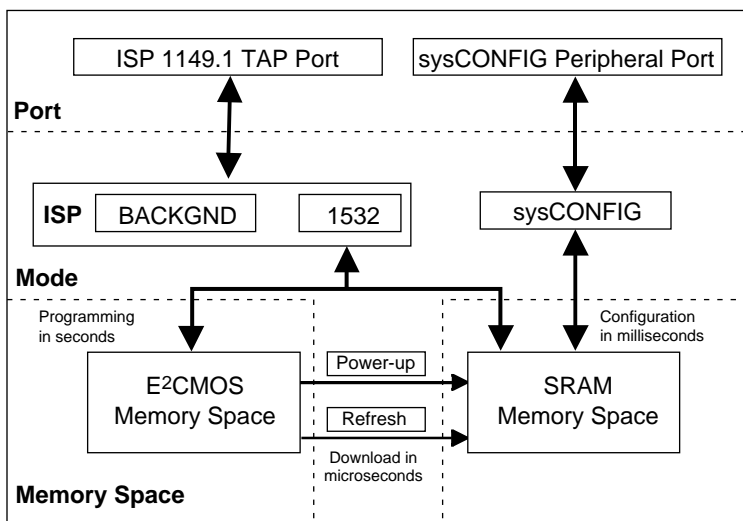 ISP 1149.1 TAP Port
sysCONFIG Peripheral Port
Port
ISP
BACKGND
1532
sysCONFIG
Mode
Programming
in seconds
Configuration
in milliseconds
E2CMOS
Memory Space
Power-up
Refresh
Download in
microseconds
SRAM
Memory Space
Memory Space